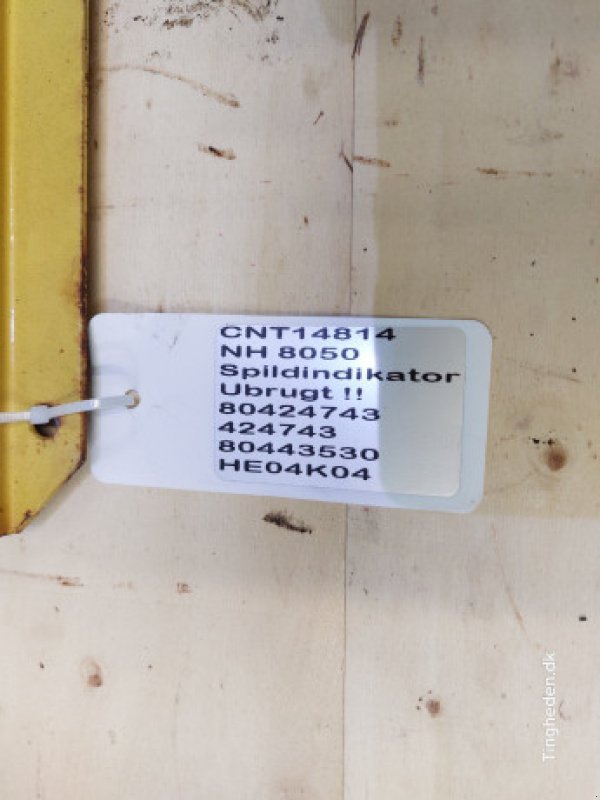 CNT14814
NH 8050
Spildindikator
Ubrugt !!
80424743
424743
80443530
HE04K04
Tingheden.dk